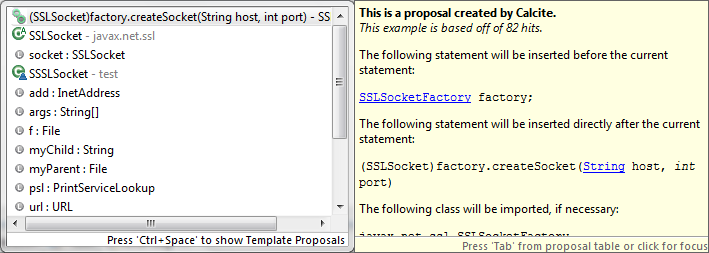 (SSLSocket)factory.createSocket(String host, int port) - SS
SSLSocket - javax.net.ssl
socket : SSLSocket
SSSLSocket - test
add : InetAddress
args : String[]
f : File
myChild : String
myParent : File
psl : PrintServiceLookup
url : URL
Press 'Ctrl+Space' to show Template Proposals
This is a proposal created by Calcite.
This example is based off of 82 hits.
The following statement will be inserted before the current
statement:
SSLSocketFactory factory;
The following statement will be inserted directly after the current
statement:
(SSLSocket)factory.createSocket(String host, int
port)
The following class will be imported, if necessary:
javax.net.ssl.SSLSocketFactory
Press 'Tab' from proposal table or click for focus